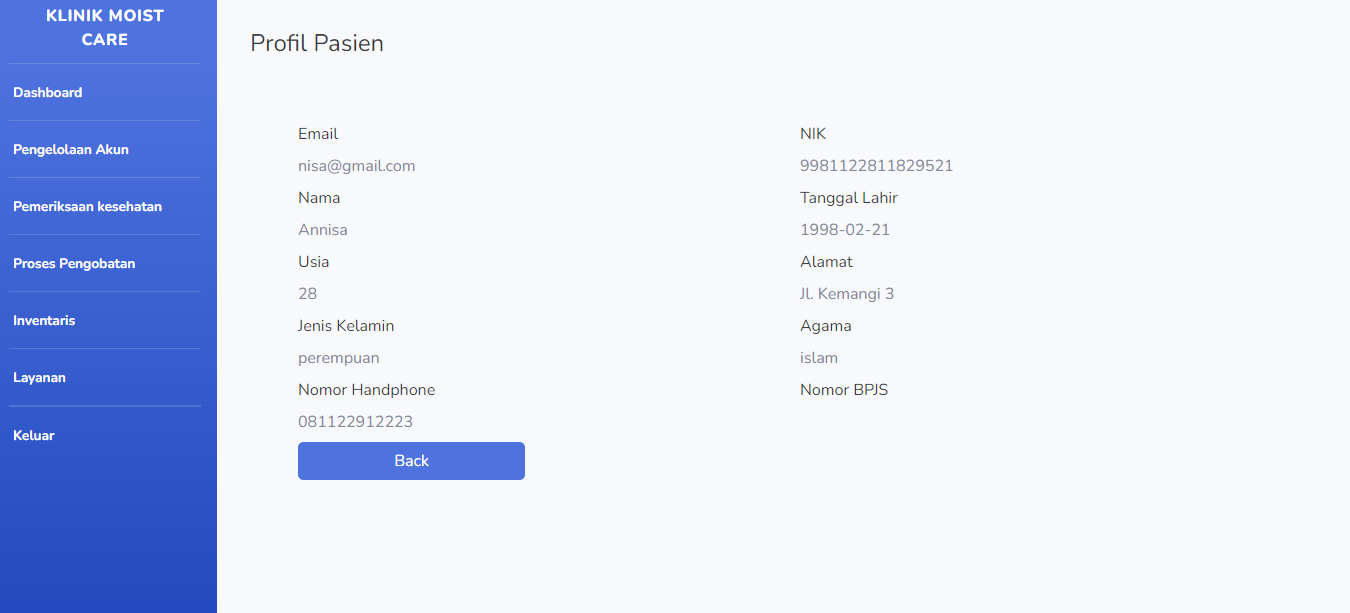 KLINIK MOIST
CARE
Dashboard
Pengelolaan Akun
Pemeriksaan kesehatan
Proses Pengobatan
Inventaris
Layanan
Keluar
Profil Pasien
Email
nisa@gmail.com
Nama
Annisa
Usia
28
Jenis Kelamin
perempuan
Nomor Handphone
081122912223
Back
NIK
9981122811829521
Tanggal Lahir
1998-02-21
Alamat
Jl. Kemangi 3
Agama
islam
Nomor BPJS